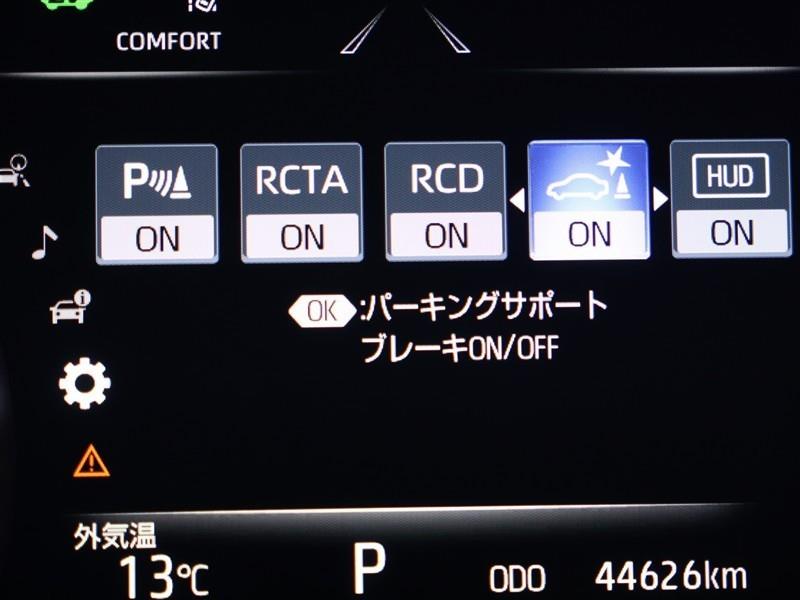 COMFORT
P RCTA RCD HUD
ON ON ON ON ON
OK:パーキングサポート
ブレーキON/OFF
外気温
13℃ P ODO 44626km